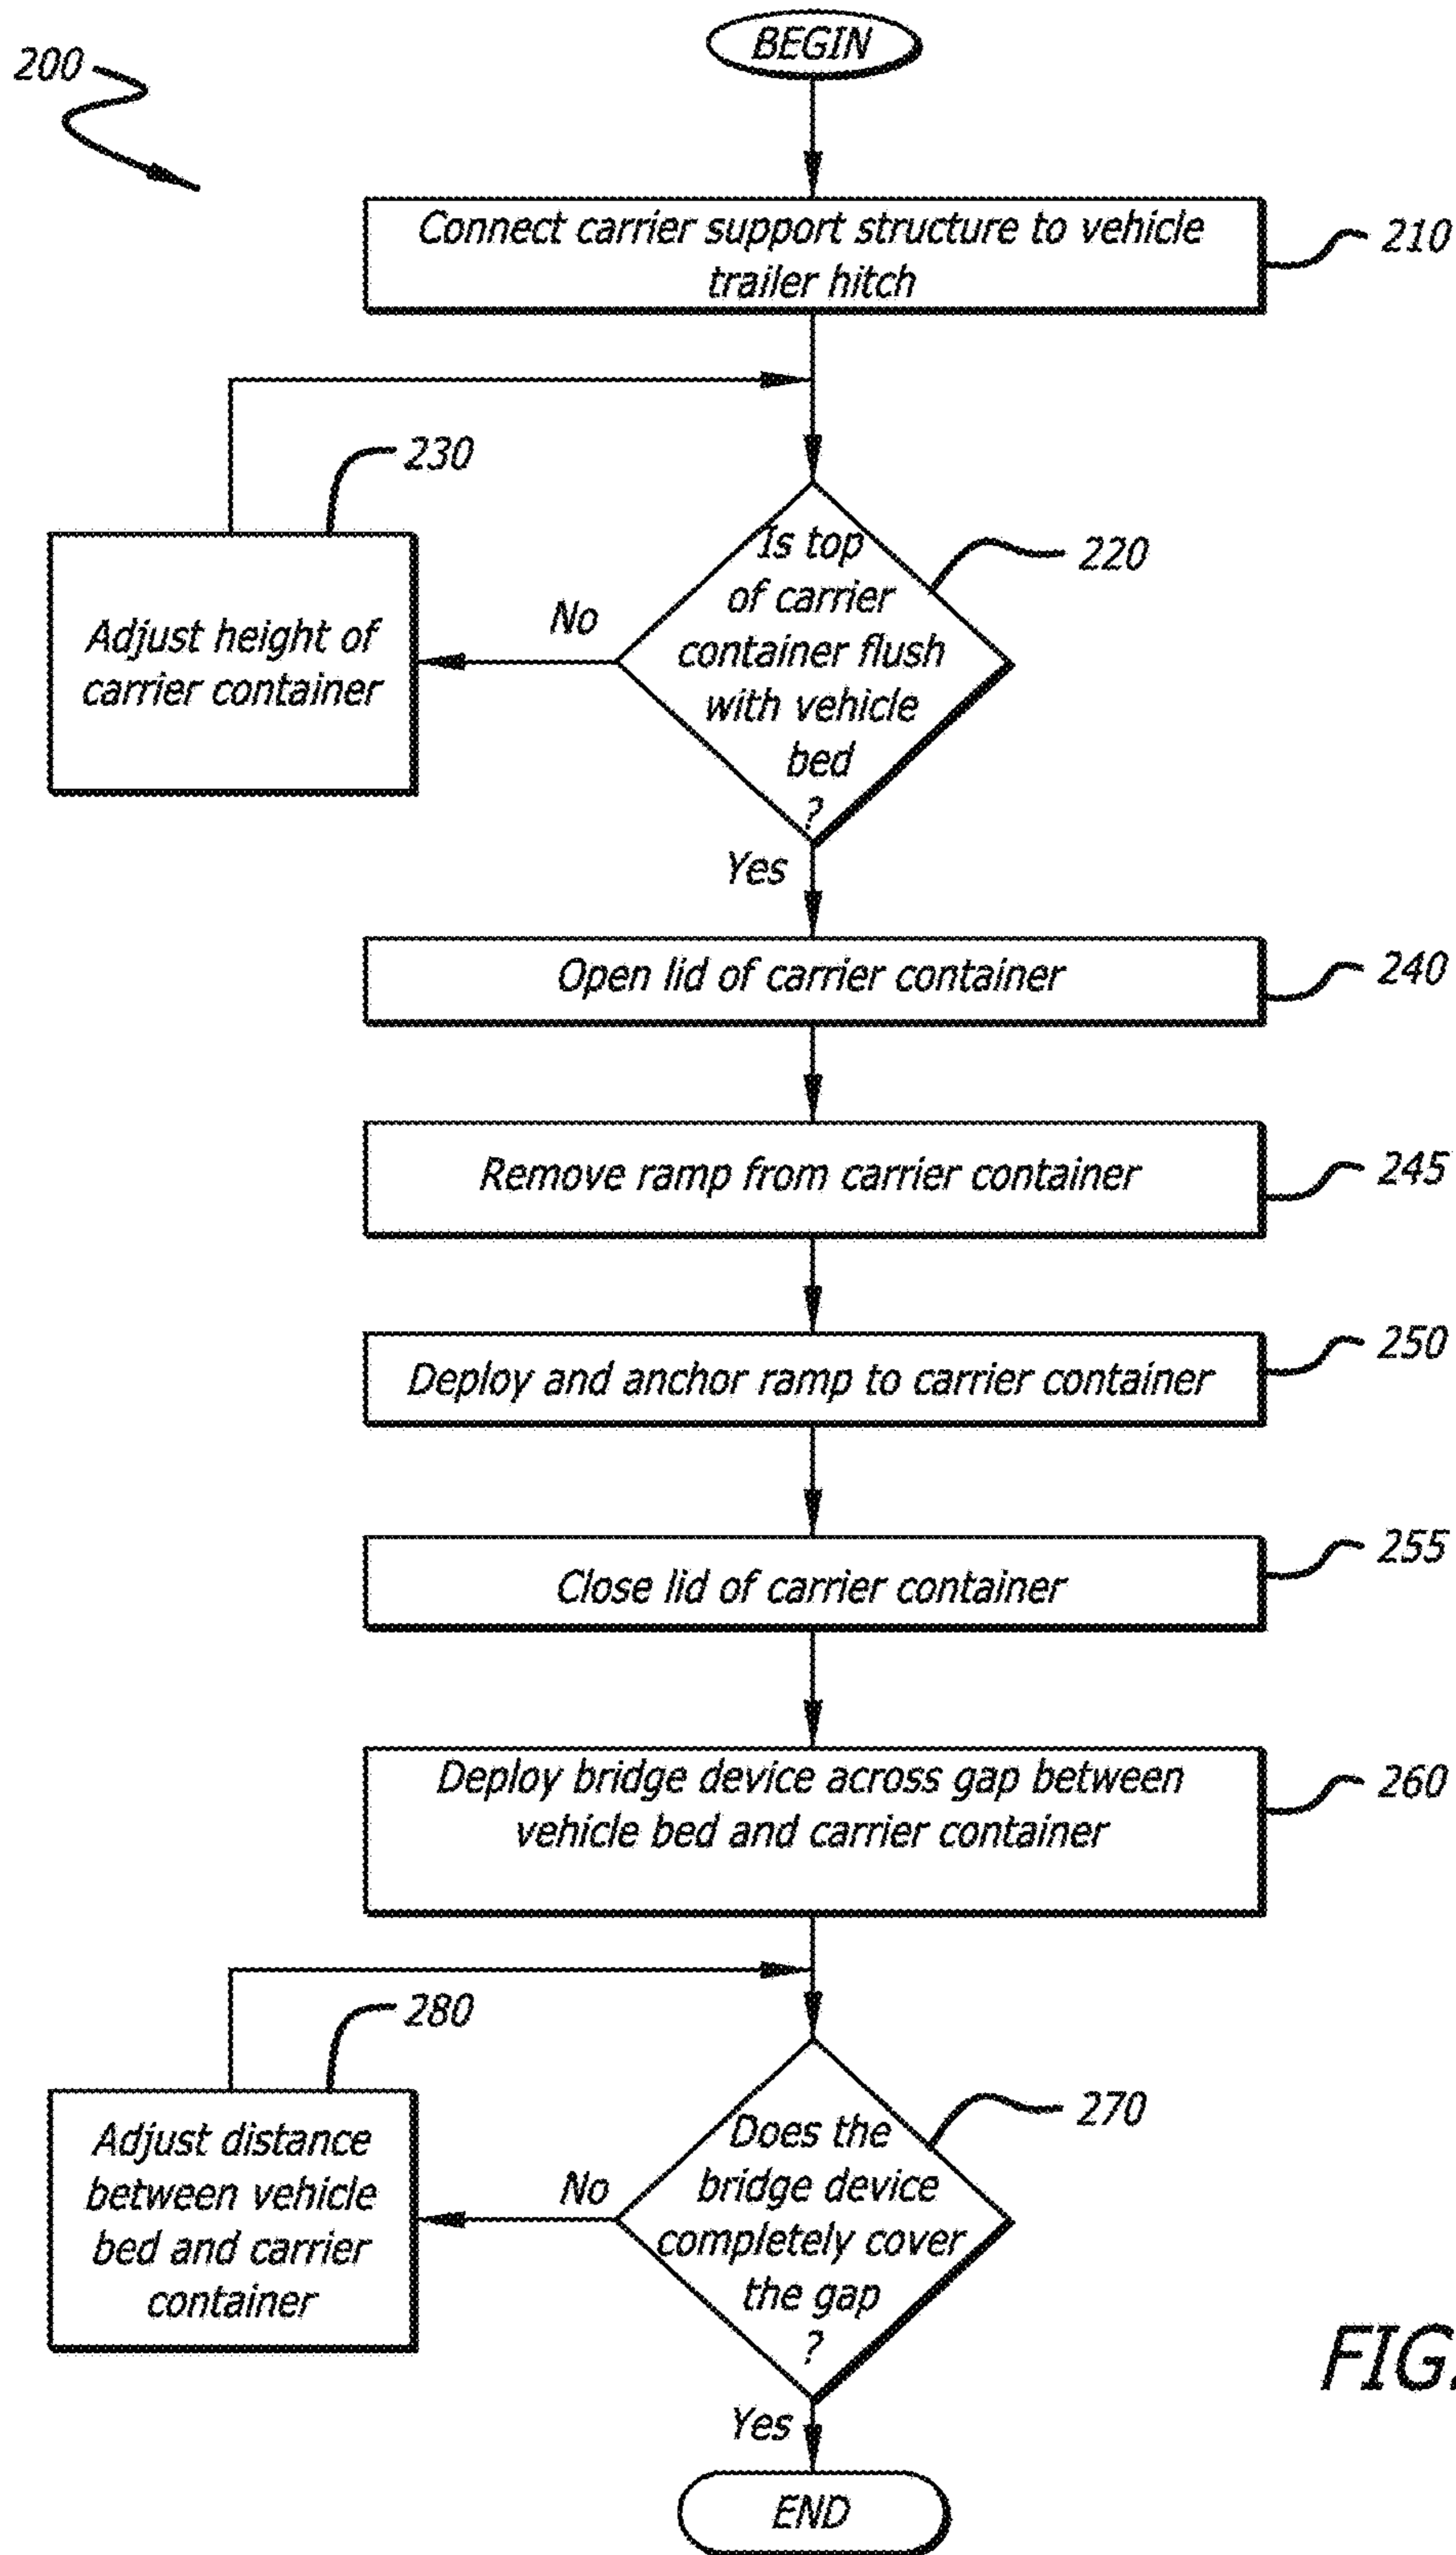 BEGIN
200
Connect carrier support structure to vehicle
trailer hitch
210
230
Is top
of carrier
container flush
with vehicle
bed
?
220
No
Adjust height of
carrier container
Yes
Open lid of carrier container
240
Remove ramp from carrier container
245
Deploy and anchor ramp to carrier container
250
Close lid of carrier container
255
Deploy bridge device across gap between
vehicle bed and carrier container
260
280
Does the
bridge device
completely cover
the gap
?
270
No
Adjust distance
between vehicle
bed and carrier
container
FIG.
Yes
END